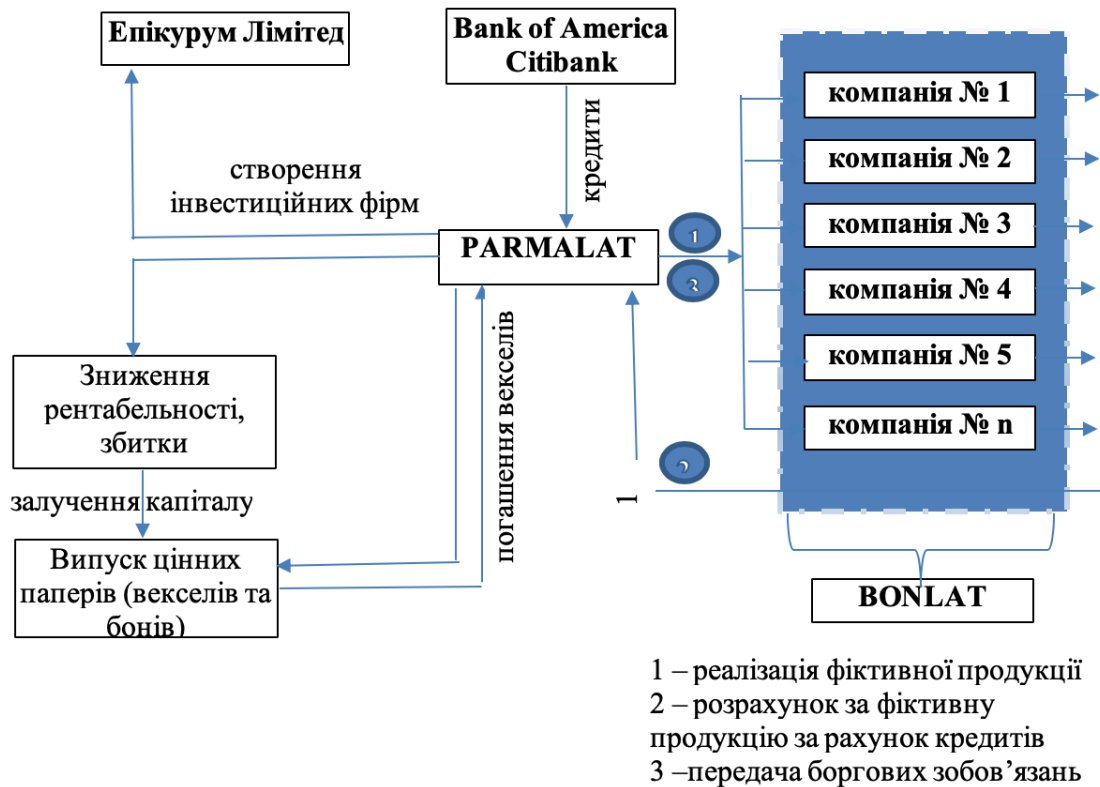 Епікурум Лімітед
Bank of America
Citibank
компанія № 1
компанія № 2
компанія № 3
компанія № 4
компанія № 5
компанія № n
кредити
створення
інвестиційних фірм
PARMALAT
1
3
погашення векселів
Зниження
рентабельності,
збитки
2
1
залучення капіталу
Випуск цінних
паперів (векселів та
бонів)
BONLAT
1 – реалізація фіктивної продукції
2 – розрахунок за фіктивну
продукцію за рахунок кредитів
3 –передача боргових зобов’язань